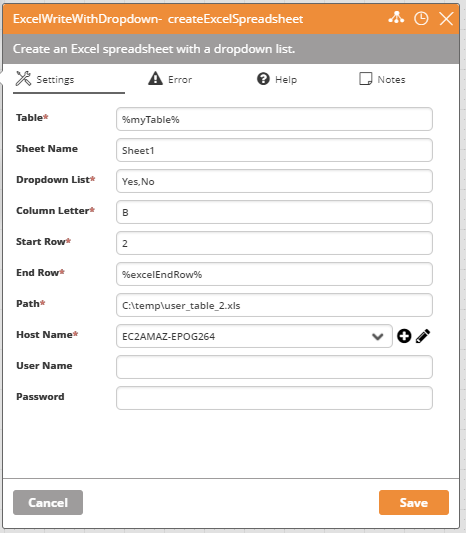 ExcelWriteWithDropdown- createExcelSpreadsheet
Create an Excel spreadsheet with a dropdown list.
Settings Error Help Notes
Table* %myTable%
Sheet Name Sheet1
Dropdown List* Yes,No
Column Letter* B
Start Row* 2
End Row* %excelEndRow%
Path* C:\temp\user_table_2.xls
Host Name* EC2AMAZ-EPOG264
User Name
Password
Cancel Save